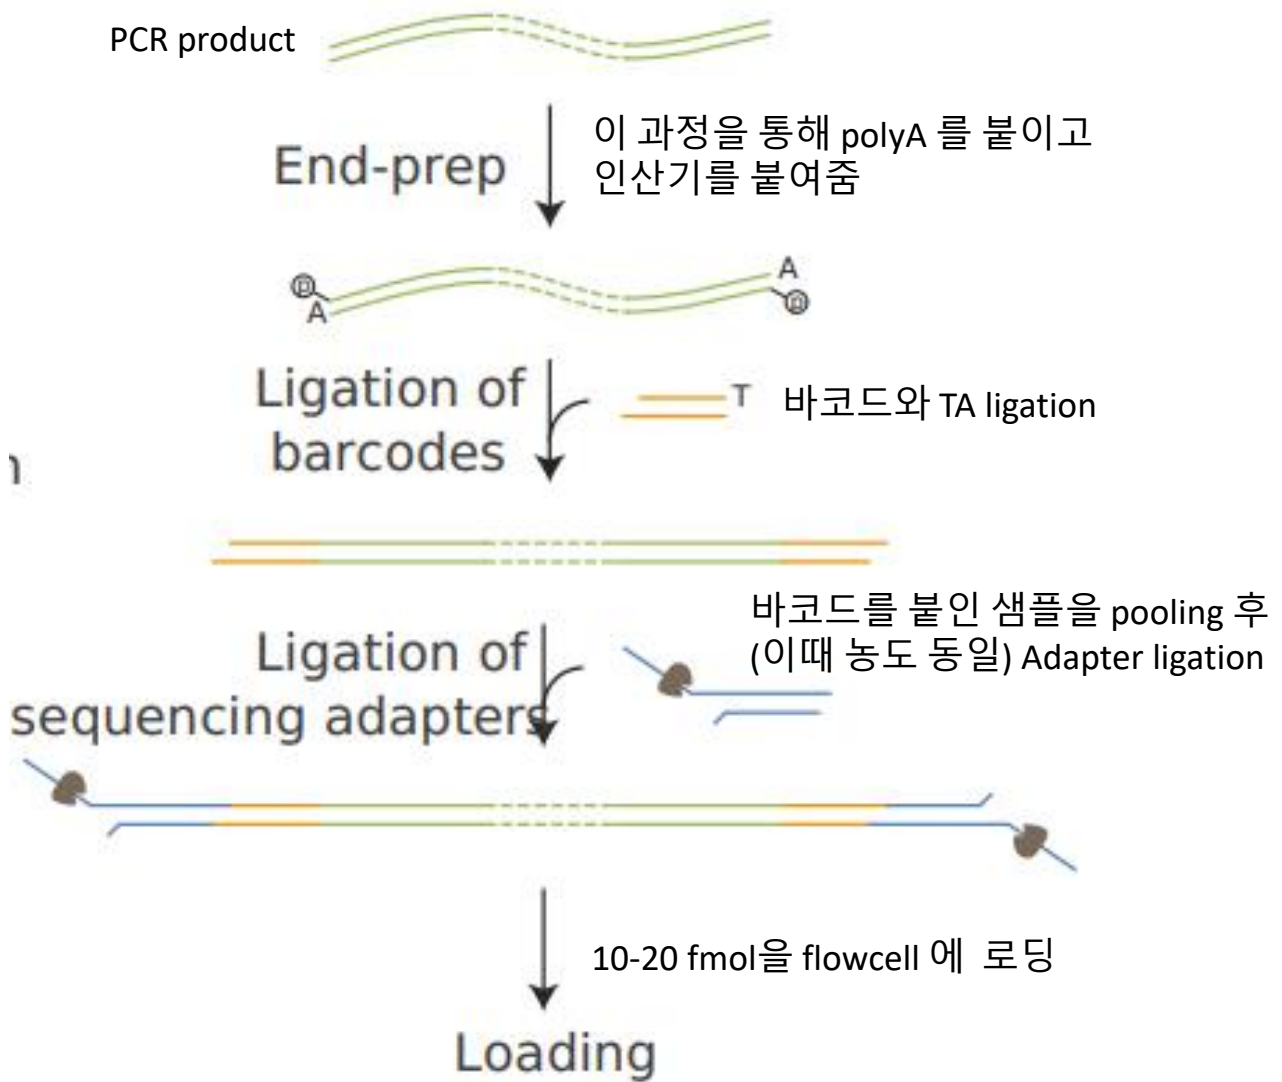 PCR product
End-prep
이 과정을 통해 polyA 를 붙이고
인산기를 붙여줌
p
A
A
p
Ligation of
barcodes
T
바코드와 TA ligation
n
바코드를 붙인 샘플을 pooling 후
(이때 농도 동일) Adapter ligation
Ligation of
sequencing adapters
10-20 fmol을 flowcell 에 로딩
Loading